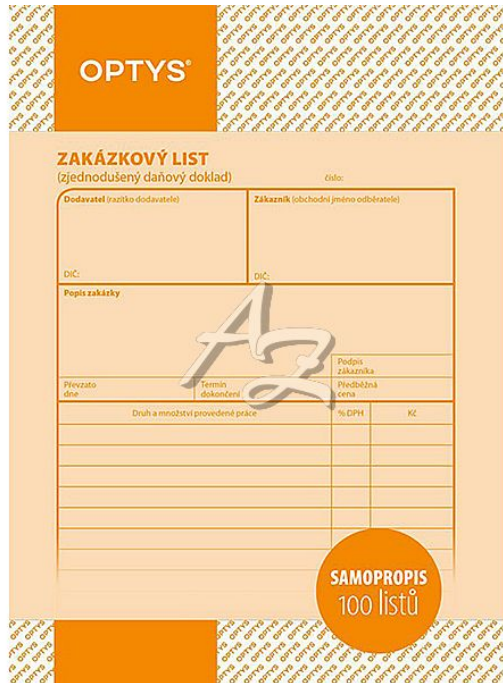 OPTYS®
ZAKÁZKOVÝ LIST
(zjednodušený daňový doklad)
číslo:
Dodavatel (razítko dodavatele)
Zákazník (obchodní jméno odběratele)
DIČ:
DIČ:
Popis zakázky
AZ
Podpis
zákazníka
Převzato
dne
Termín
dokončení
Předběžná
cena
Druh a množství provedené práce
% DPH
Kč
SAMOPROPIS
100 listů